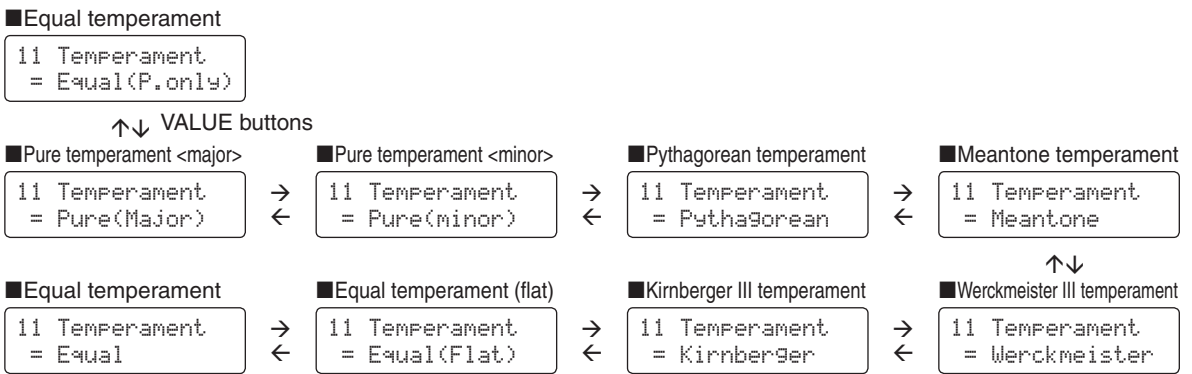 ■Equal temperament
11 Temperament
= Equal(P.only)
↑↓ VALUE buttons
■Pure temperament <major> ■Pure temperament <minor> ■Pythagorean temperament ■Meantone temperament
11 Temperament → 11 Temperament → 11 Temperament → 11 Temperament
= Pure(Major) ← = Pure(minor) ← = Pythagorean ← = Meantone
↑↓
■Equal temperament ■Equal temperament (flat) ■Kirnberger III temperament ■Werckmeister III temperament
11 Temperament → 11 Temperament → 11 Temperament → 11 Temperament
= Equal ← = Equal(Flat) ← = Kirnberger ← = Werckmeister